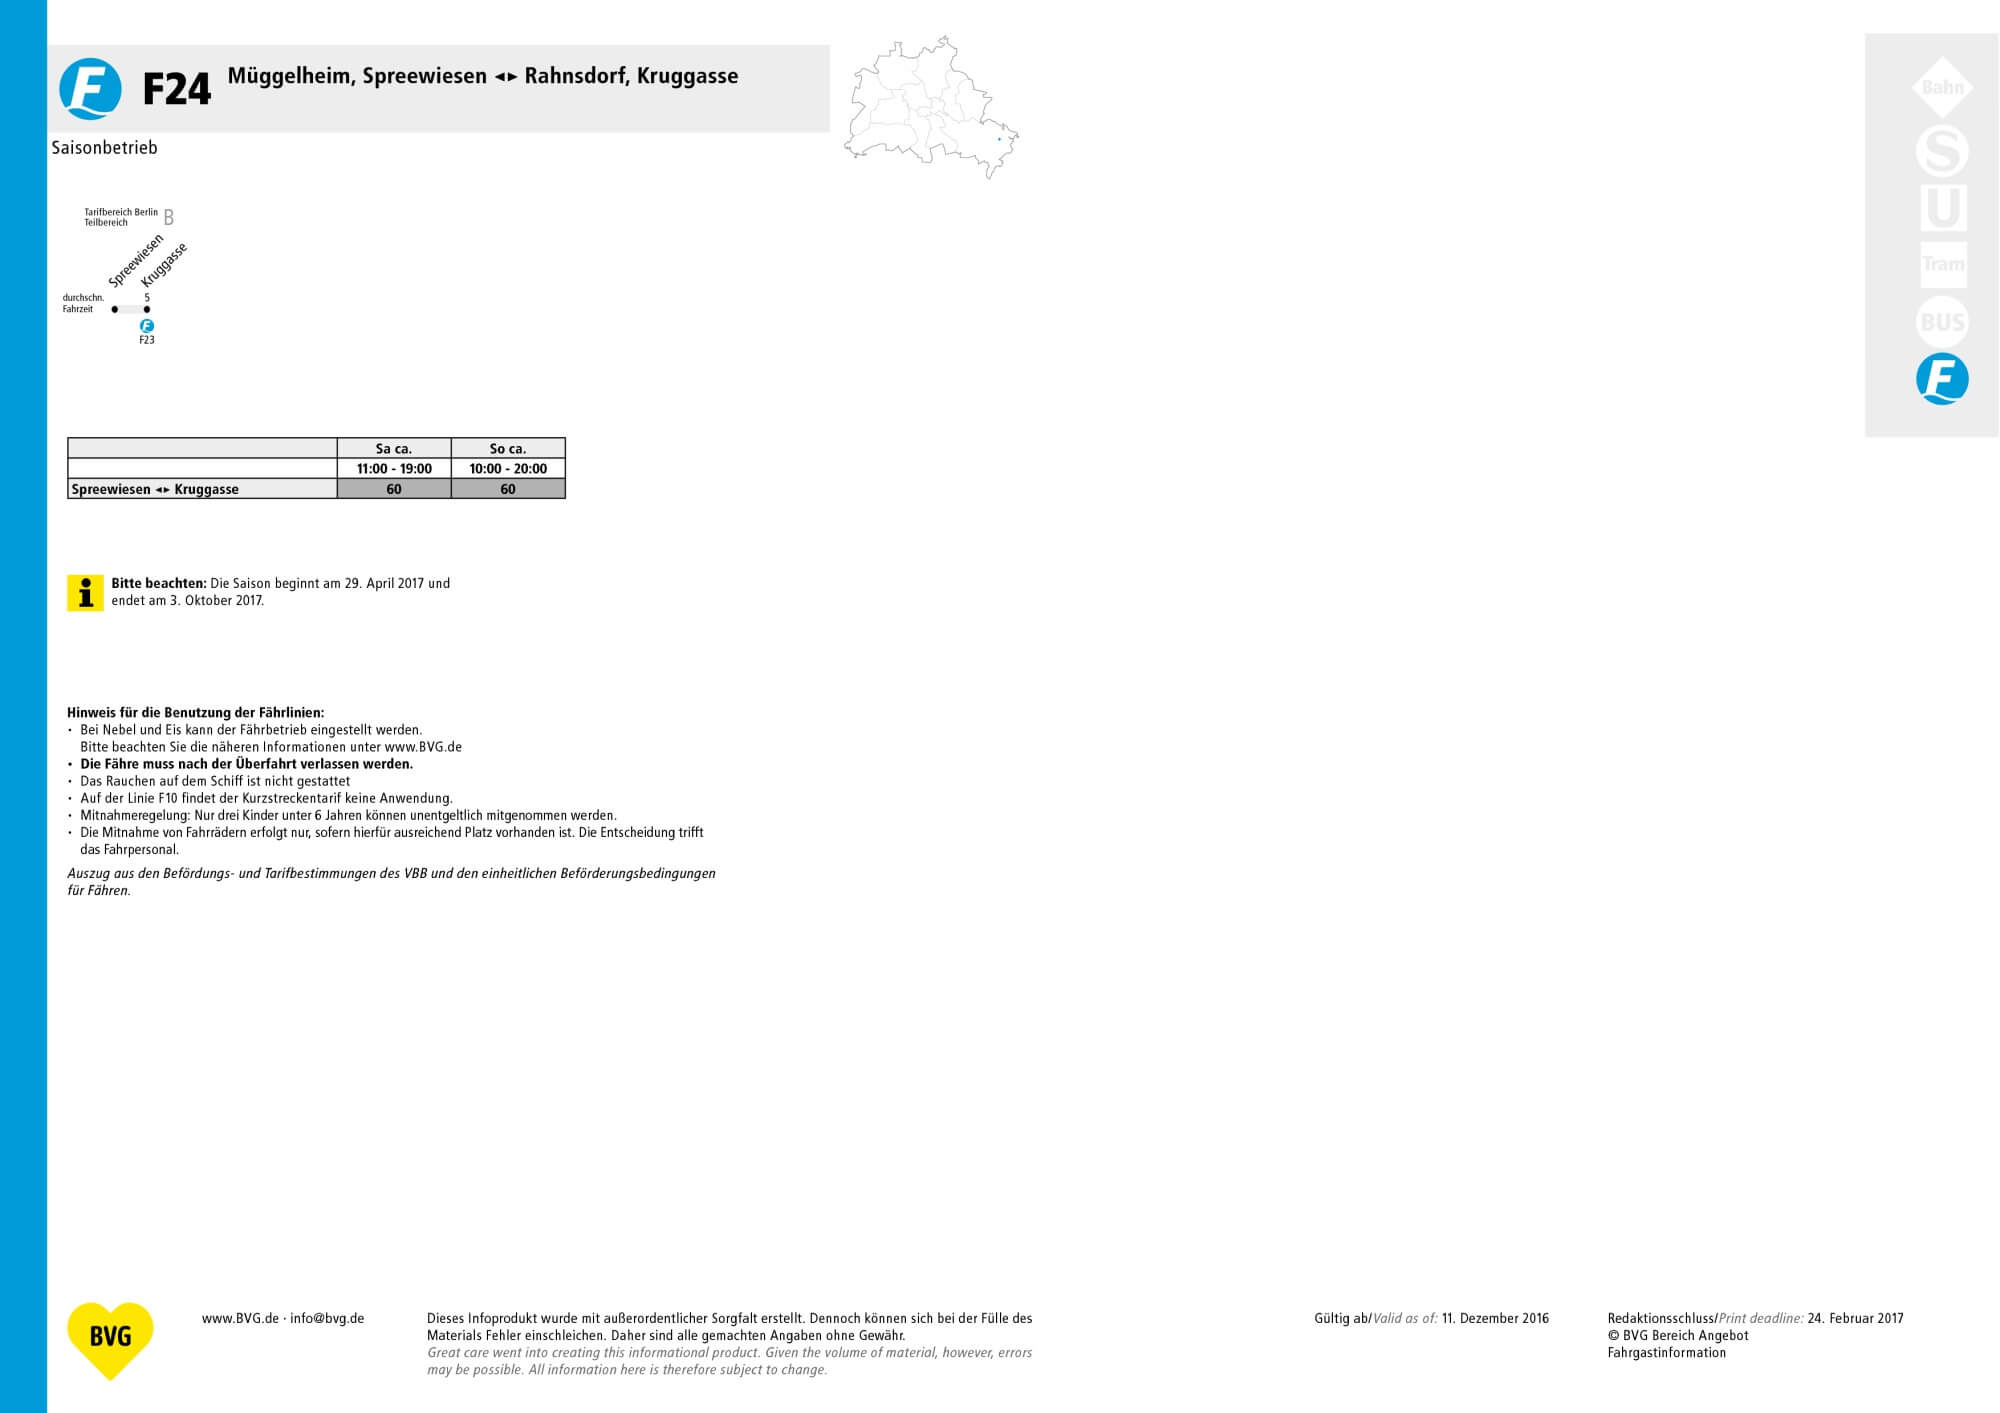 F F24 Müggelheim, Spreewiesen ◄► Rahnsdorf, Kruggasse
Saisonbetrieb
Tarifbereich Berlin B
Teilbereich
Spreewiesen
Kruggasse
durchschn. 5
Fahrzeit
F
F23
Sa ca. So ca.
11:00 - 19:00 10:00 - 20:00
Spreewiesen ◄► Kruggasse 60 60
i Bitte beachten: Die Saison beginnt am 29. April 2017 und
endet am 3. Oktober 2017.
Hinweis für die Benutzung der Fährlinien:
· Bei Nebel und Eis kann der Fährbetrieb eingestellt werden.
Bitte beachten Sie die näheren Informationen unter www.BVG.de
• Die Fähre muss nach der Überfahrt verlassen werden.
· Das Rauchen auf dem Schiff ist nicht gestattet
· Auf der Linie F10 findet der Kurzstreckentarif keine Anwendung.
· Mitnahmeregelung: Nur drei Kinder unter 6 Jahren können unentgeltlich mitgenommen werden.
· Die Mitnahme von Fahrrädern erfolgt nur, sofern hierfür ausreichend Platz vorhanden ist. Die Entscheidung trifft
das Fahrpersonal.
Auszug aus den Befördungs- und Tarifbestimmungen des VBB und den einheitlichen Beförderungsbedingungen
für Fähren.
Bahn
S
U
Tram
BUS
F
BVG
www.BVG.de · info@bvg.de
Dieses Infoprodukt wurde mit außerordentlicher Sorgfalt erstellt. Dennoch können sich bei der Fülle des
Materials Fehler einschleichen. Daher sind alle gemachten Angaben ohne Gewähr.
Great care went into creating this informational product. Given the volume of material, however, errors
may be possible. All information here is therefore subject to change.
Gültig ab/Valid as of: 11. Dezember 2016
Redaktionsschluss/Print deadline: 24. Februar 2017
© BVG Bereich Angebot
Fahrgastinformation